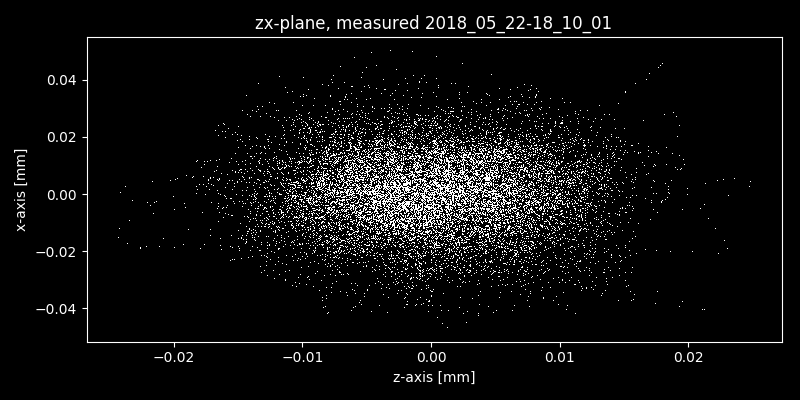 zx-plane, measured 2018_05_22-18_10_01
0.04
0.02
0.00
−0.02
−0.04
x-axis [mm]
−0.02 −0.01 0.00 0.01 0.02
z-axis [mm]